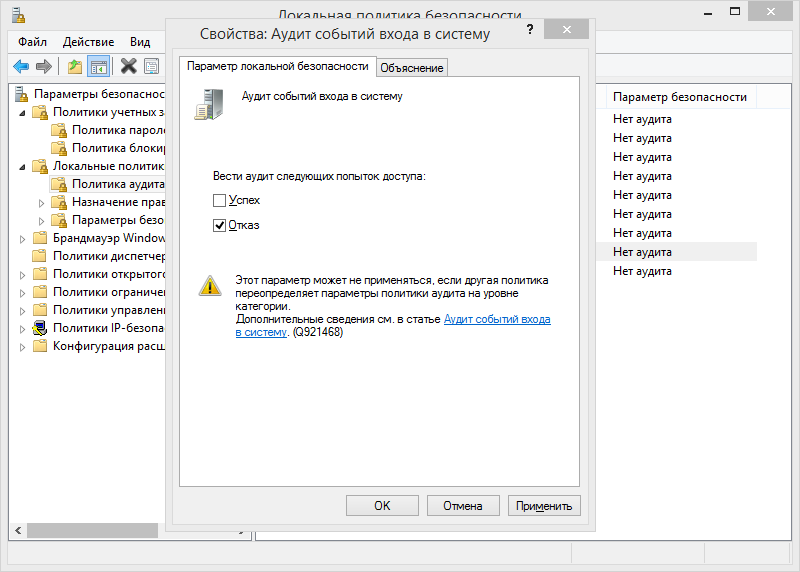 Локальная политика безопасности
Файл Действие Вид
Свойства: Аудит событий входа в систему
?
Параметр локальной безопасности Объяснение
Аудит событий входа в систему
Вести аудит следующих попыток доступа:
Успех
Отказ
Этот параметр может не применяться, если другая политика
переопределяет параметры политики аудита на уровне
категории.
Дополнительные сведения см. в статье Аудит событий входа
в систему. (Q921468)
OK Отмена Применить
Параметры безопаснос
Политики учетных за
Политика пароле
Политика блокир
Локальные политик
Политика аудита
Назначение прав
Параметры безо
Брандмауэр Window
Политики диспетчер
Политики открытого
Политики ограничен
Политики управлени
Политики IP-безопа
Конфигурация расш
Параметр безопасности
Нет аудита
Нет аудита
Нет аудита
Нет аудита
Нет аудита
Нет аудита
Нет аудита
Нет аудита
Нет аудита